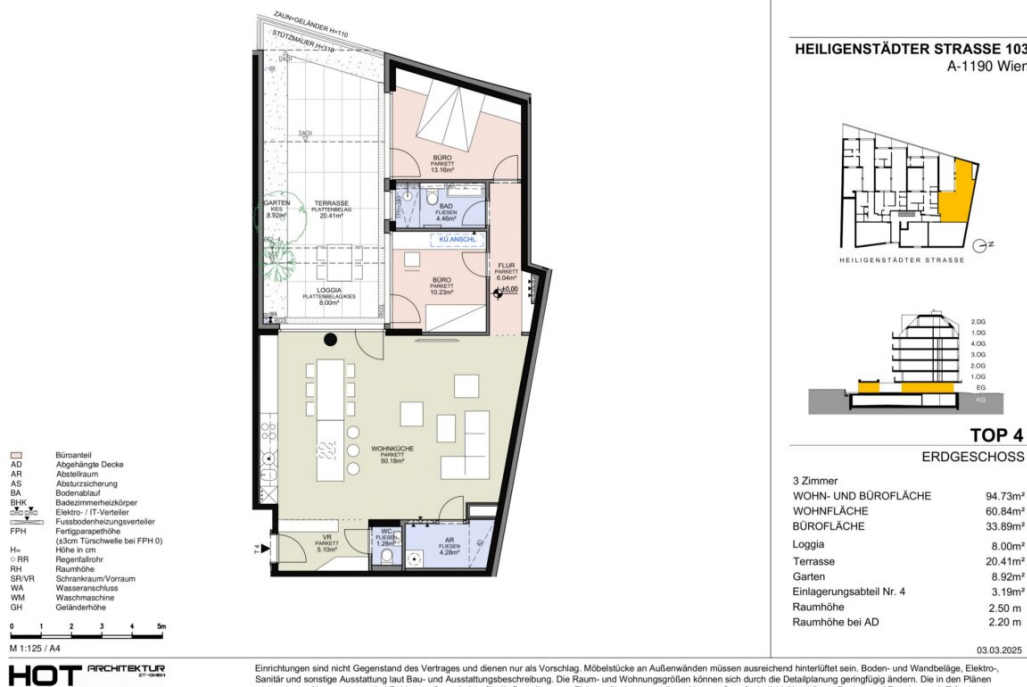 ZAUN=GELÄNDER H=110
STÜTZMAUER H=110
DACH
RR
DACH
BÜRO
PARKETT
13.16m²
GARTEN
KIES
8.92m²
TERRASSE
PLATTENBELAG
20.41m²
BAD
FLIESEN
4.46m²
KÜ.ANSCHL.
BÜRO
PARKETT
10.23m²
FLUR
PARKETT
6.04m²
±0,00
LOGGIA
PLATTENBELAG/KIES
8.00m²
WA
WOHNKÜCHE
PARKETT
50.18m²
VR
PARKETT
5.10m²
WC
FLIESEN
1.28m²
AR
FLIESEN
4.28m²
AD
T 4
Büroanteil
AD Abgehängte Decke
AR Abstellraum
AS Absturzsicherung
BA Bodenablauf
BHK Badezimmerheizkörper
Elektro- / IT-Verteiler
Fussbodenheizungsverteiler
FPH Fertigparapethöhe
(±3cm Türschwelle bei FPH 0)
H= Höhe in cm
RR Regenfallrohr
RH Raumhöhe
SR/VR Schrankraum/Vorraum
WA Wasseranschluss
WM Waschmaschine
GH Geländerhöhe
0 1 2 3 4 5m
M 1:125 / A4
HOT ARCHITEKTUR
ZT-GMBH
HEILIGENSTÄDTER STRASSE 103
A-1190 Wien
N
HEILIGENSTÄDTER STRASSE
2.DG
1.DG
4.OG
3.OG
2.OG
1.OG
EG
KG
TOP 4
ERDGESCHOSS
3 Zimmer
WOHN- UND BÜROFLÄCHE 94.73m²
WOHNFLÄCHE 60.84m²
BÜROFLÄCHE 33.89m²
Loggia 8.00m²
Terrasse 20.41m²
Garten 8.92m²
Einlagerungsabteil Nr. 4 3.19m²
Raumhöhe 2.50 m
Raumhöhe bei AD 2.20 m
03.03.2025
Einrichtungen sind nicht Gegenstand des Vertrages und dienen nur als Vorschlag. Möbelstücke an Außenwänden müssen ausreichend hinterlüftet sein. Boden- und Wandbeläge, Elektro-,
Sanitär und sonstige Ausstattung laut Bau- und Ausstattungsbeschreibung. Die Raum- und Wohnungsgrößen können sich durch die Detailplanung geringfügig ändern. Die in den Plänen